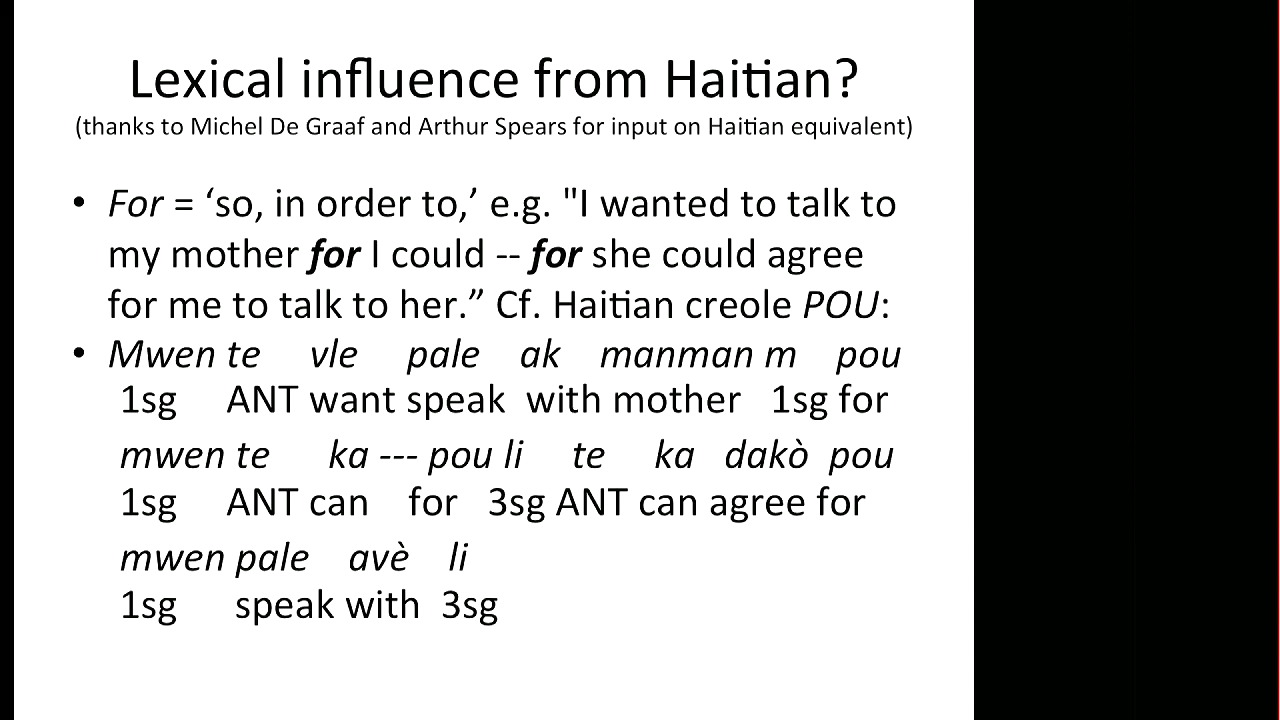 Lexical influence from Haitian?
(thanks to Michel De Graaf and Arthur Spears for input on Haitian equivalent)
• For = ‘so, in order to,’ e.g. "I wanted to talk to
my mother for I could -- for she could agree
for me to talk to her.” Cf. Haitian creole POU:
• Mwen te vle pale ak manman m pou
1sg ANT want speak with mother 1sg for
mwen te ka --- pou li te ka dakò pou
1sg ANT can for 3sg ANT can agree for
mwen pale avè li
1sg speak with 3sg